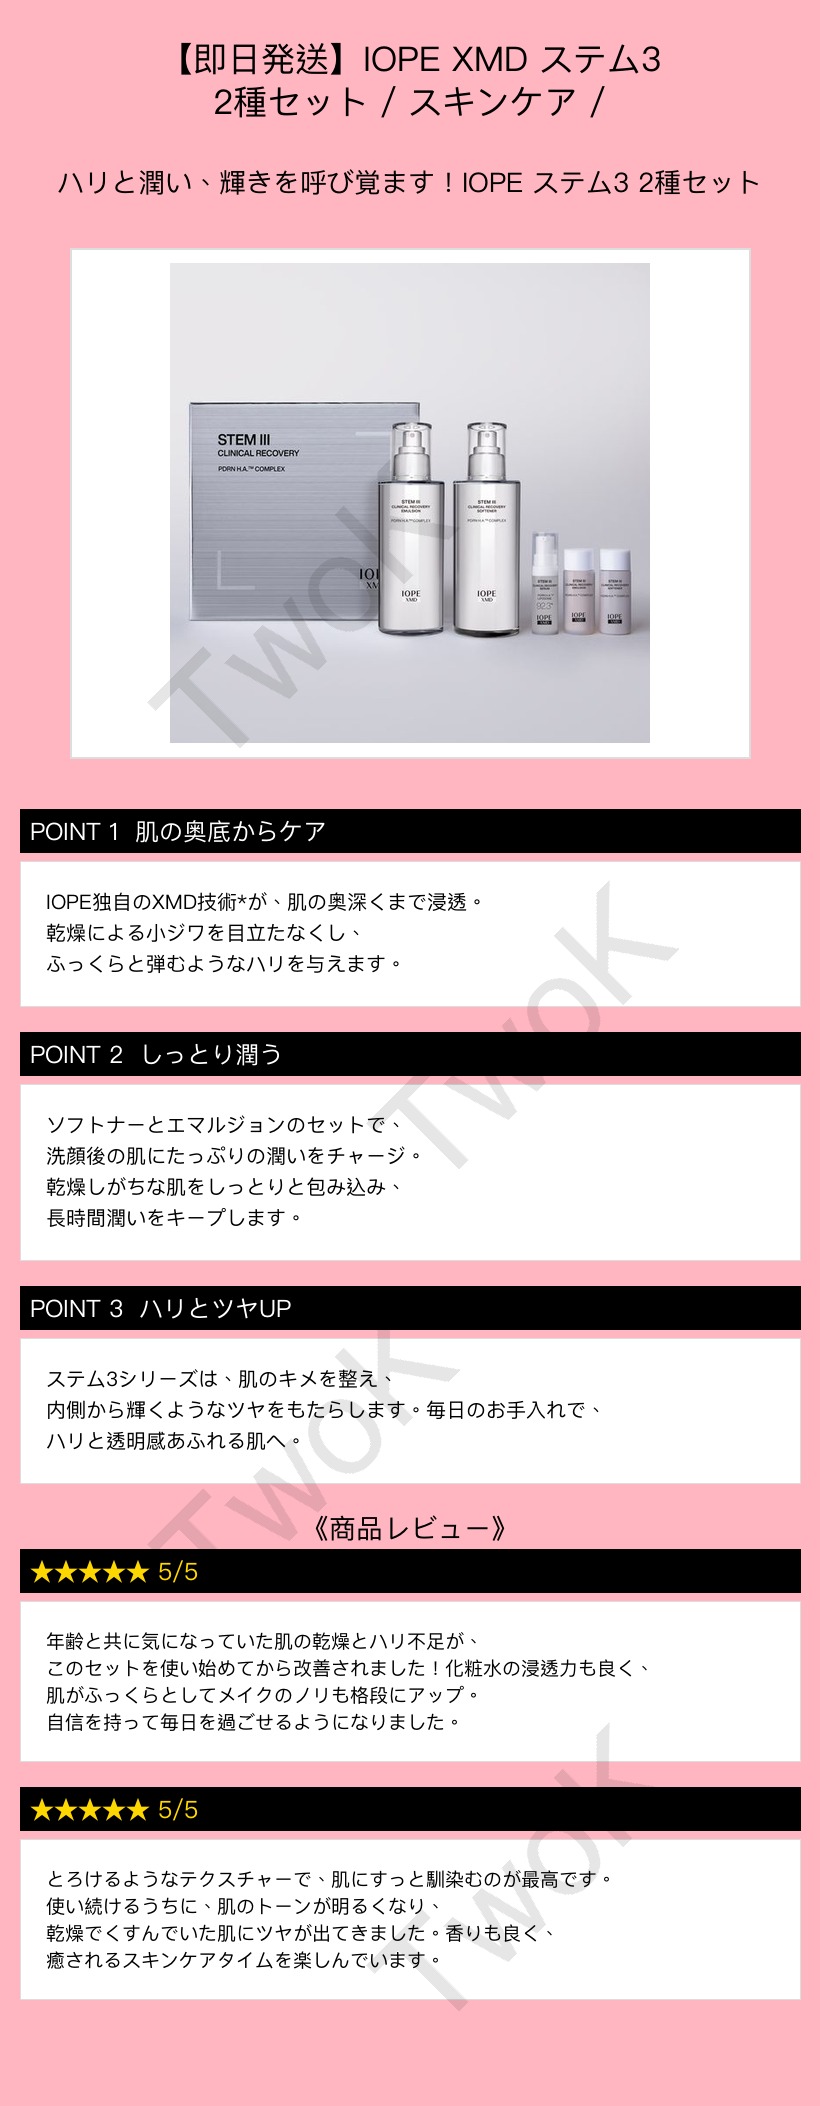 【即日発送】IOPE XMD ステム3
2種セット / スキンケア /
ハリと潤い、輝きを呼び覚ます！IOPE ステム3 2種セット
STEM III
CLINICAL RECOVERY
PDRN H.A.™ COMPLEX
IOPE
XMD
STEM III
CLINICAL RECOVERY
EMULSION
PDRN H.A.™ COMPLEX
IOPE
XMD
STEM III
CLINICAL RECOVERY
SOFTENER
PDRN H.A.™ COMPLEX
IOPE
XMD
STEM III
CLINICAL RECOVERY
92.3
IOPE
XMD
STEM III
CLINICAL RECOVERY
IOPE
XMD
STEM III
CLINICAL RECOVERY
IOPE
XMD
TwoK
POINT 1 肌の奥底からケア
IOPE独自のXMD技術*が、肌の奥深くまで浸透。
乾燥による小ジワを目立たなくし、
ふっくらと弾むようなハリを与えます。
TwoK
POINT 2 しっとり潤う
ソフトナーとエマルジョンのセットで、
洗顔後の肌にたっぷりの潤いをチャージ。
乾燥しがちな肌をしっとりと包み込み、
長時間潤いをキープします。
POINT 3 ハリとツヤUP
ステム3シリーズは、肌のキメを整え、
内側から輝くようなツヤをもたらします。毎日のお手入れで、
ハリと透明感あふれる肌へ。
TwoK
《商品レビュー》
★★★★★ 5/5
年齢と共に気になっていた肌の乾燥とハリ不足が、
このセットを使い始めてから改善されました！化粧水の浸透力も良く、
肌がふっくらとしてメイクのノリも格段にアップ。
自信を持って毎日を過ごせるようになりました。
★★★★★ 5/5
とろけるようなテクスチャーで、肌にすっと馴染むのが最高です。
使い続けるうちに、肌のトーンが明るくなり、
乾燥でくすんでいた肌にツヤが出てきました。香りも良く、
癒されるスキンケアタイムを楽しんでいます。
TwoK